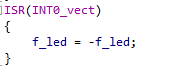 ISR(INT0_vect)
{
f_led = -f_led;
}